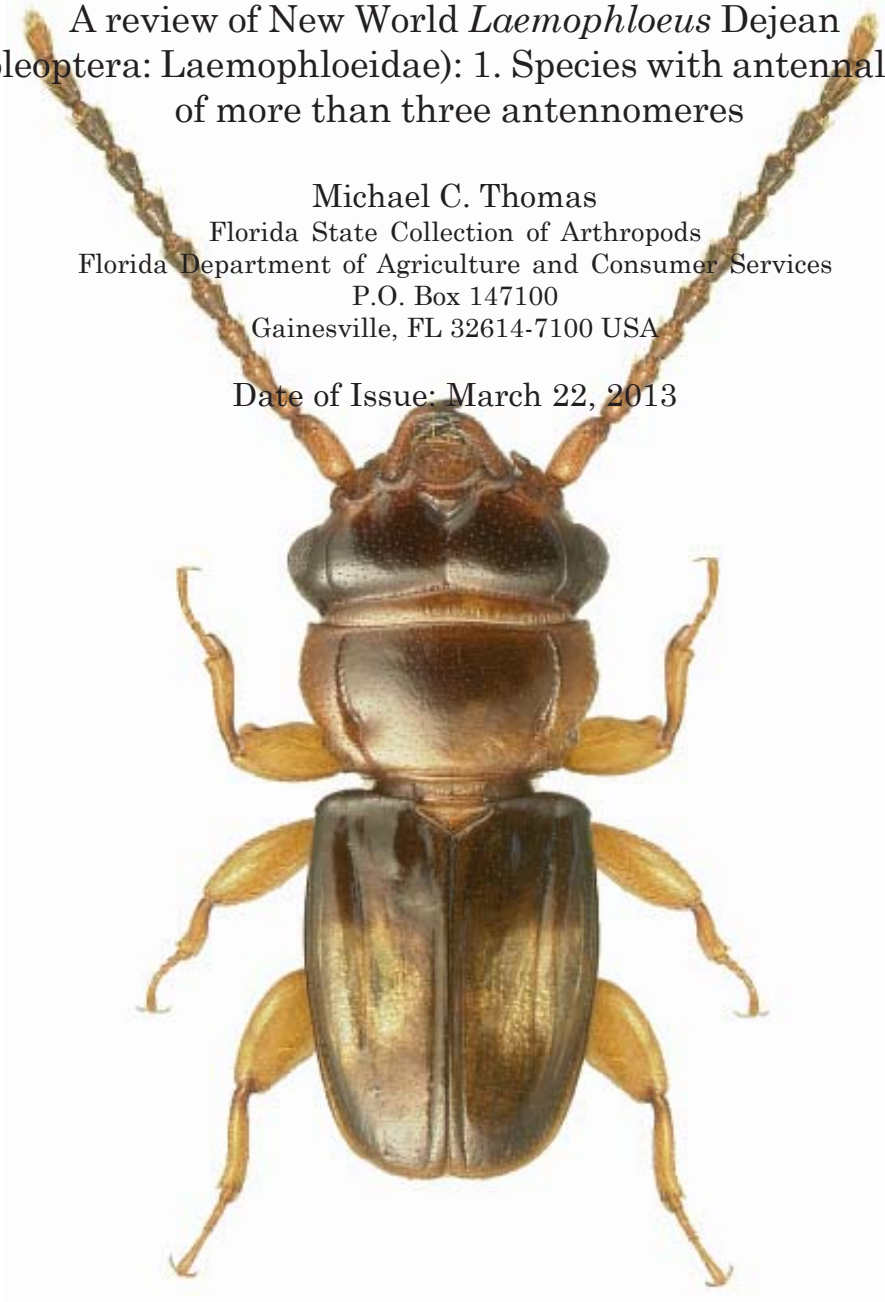 A review of New World Laemophloeus Dejean
oleoptera: Laemophloeidae): 1. Species with antennal
of more than three antennomeres
Michael C. Thomas
Florida State Collection of Arthropods
Florida Department of Agriculture and Consumer Services
P.O. Box 147100
Gainesville, FL 32614-7100 USA
Date of Issue: March 22, 2013